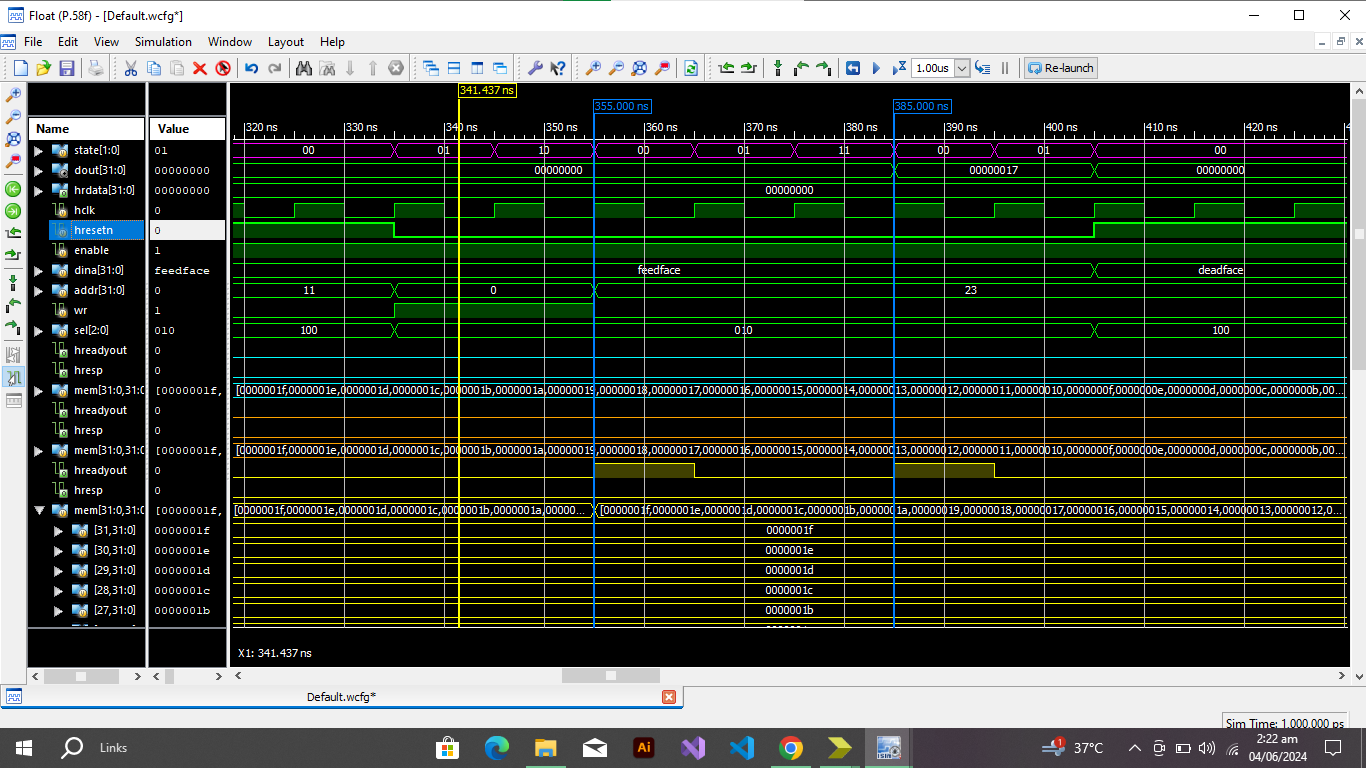 Float (P.58f) - [Default.wcfg*]
File Edit View Simulation Window Layout Help
1.00us Re-launch
341.437 ns
355.000 ns 385.000 ns
Name Value 320 ns 330 ns 340 ns 350 ns 360 ns 370 ns 380 ns 390 ns 400 ns 410 ns 420 ns 4
state[1:0] 01 00 01 10 00 01 11 00 01 00
dout[31:0] 00000000 00000000 00000017 00000000
hrdata[31:0] 00000000 00000000
hclk 0
hresetn 0
enable 1
dina[31:0] feedface feedface deadface
addr[31:0] 0 11 0 23
wr 1
sel[2:0] 010 100 010 100
hreadyout 0
hresp 0
mem[31:0,31:0 [0000001f, [0000001f,0000001e,0000001d,0000001c,0000001b,0000001a,00000019,00000018,00000017,00000016,00000015,00000014,00000013,00000012,00000011,00000010,0000000f,0000000e,0000000d,0000000c,0000000b,00...
hreadyout 0
hresp 0
mem[31:0,31:0 [0000001f, [0000001f,0000001e,0000001d,0000001c,0000001b,0000001a,00000019,00000018,00000017,00000016,00000015,00000014,00000013,00000012,00000011,00000010,0000000f,0000000e,0000000d,0000000c,0000000b,00...
hreadyout 0
hresp 0
mem[31:0,31:0 [0000001f, [0000001f,0000001e,0000001d,0000001c,0000001b,0000001a,00000... [0000001f,0000001e,0000001d,0000001c,0000001b,0000001a,00000019,00000018,00000017,00000016,00000015,00000014,00000013,00000012,0...
[31,31:0] 0000001f 0000001f
[30,31:0] 0000001e 0000001e
[29,31:0] 0000001d 0000001d
[28,31:0] 0000001c 0000001c
[27,31:0] 0000001b 0000001b
X1: 341.437 ns
Default.wcfg*
Sim Time: 1,000,000 ps
Links Ai 1 37°C 2:22 am
04/06/2024